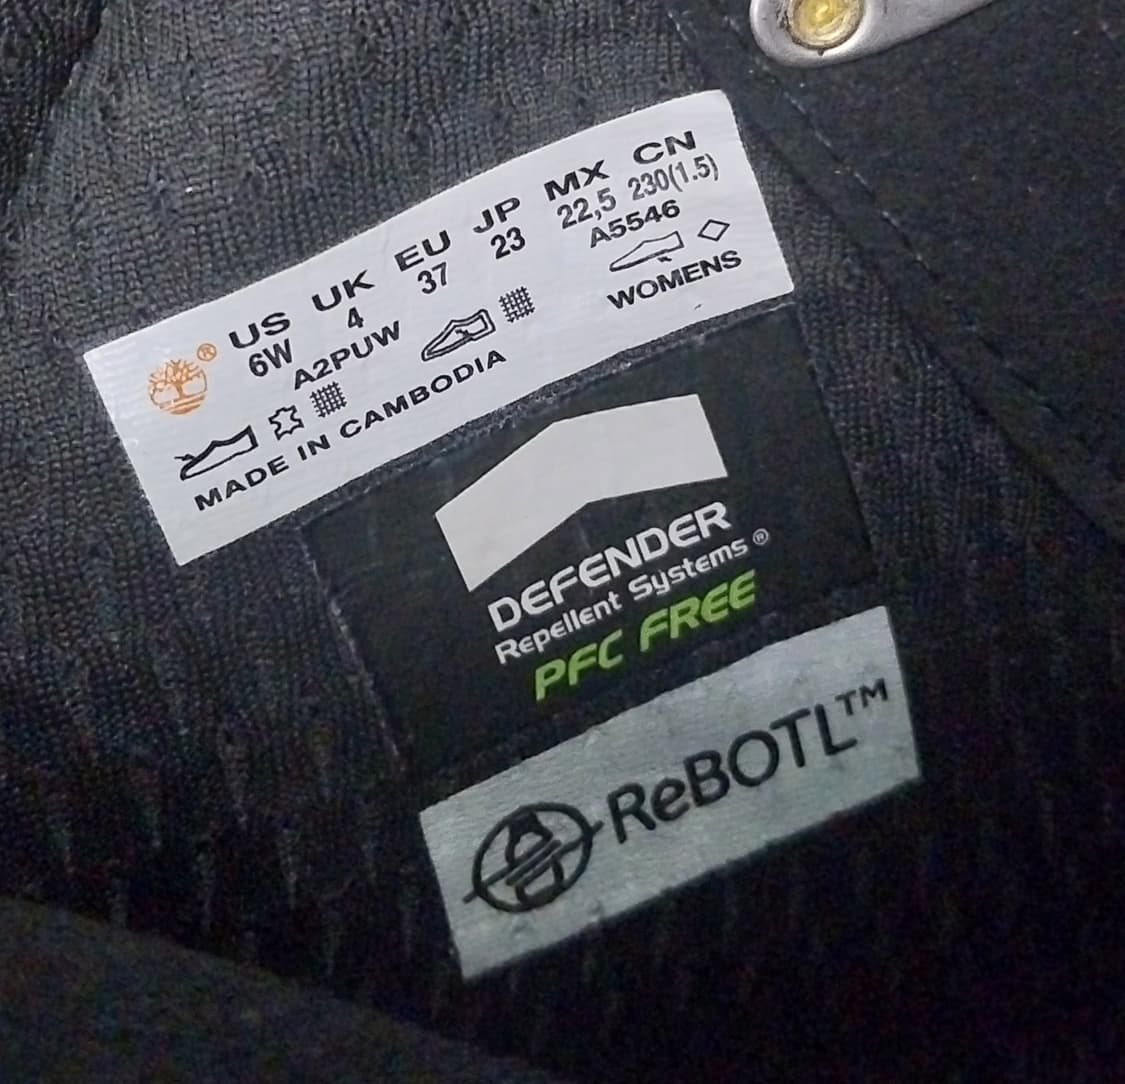 ®
US UK EU JP MX CN
6W 4 37 23 22,5 230(1.5)
A2PUW A5546
MADE IN CAMBODIA WOMENS
DEFENDER
Repellent Systems®
PFC FREE
ReBOTL™